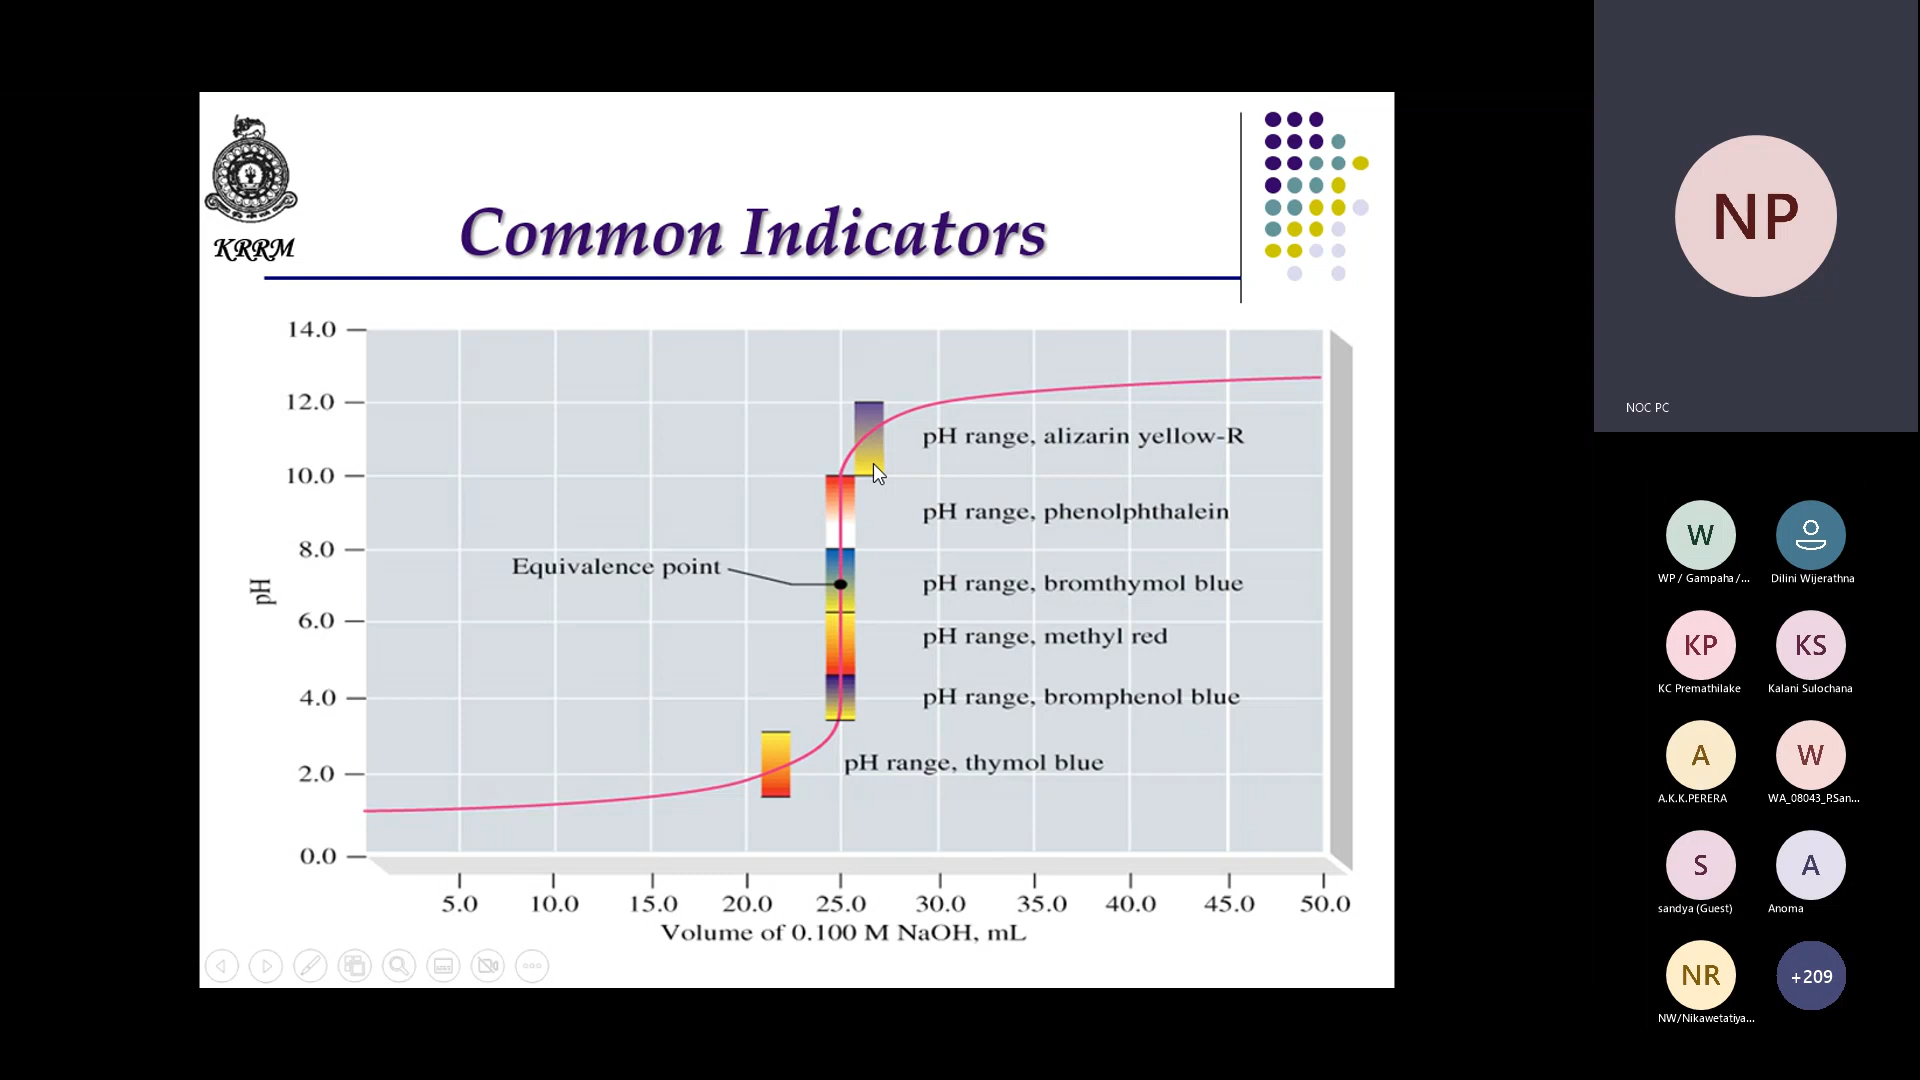 KRRM
Common Indicators
14.0
12.0
10.0
8.0
6.0
4.0
2.0
0.0
pH
pH range, alizarin yellow-R
pH range, phenolphthalein
Equivalence point
pH range, bromthymol blue
pH range, methyl red
pH range, bromphenol blue
pH range, thymol blue
5.0 10.0 15.0 20.0 25.0 30.0 35.0 40.0 45.0 50.0
Volume of 0.100 M NaOH, mL
NP
NOC PC
W
WP / Gampaha /...
Dilini Wijerathna
KP
KC Premathilake
KS
Kalani Sulochana
A
A.K.K.PERERA
W
WA_08043_P.San...
S
sandya (Guest)
A
Anoma
NR
NW/Nikawetatiya...
+209